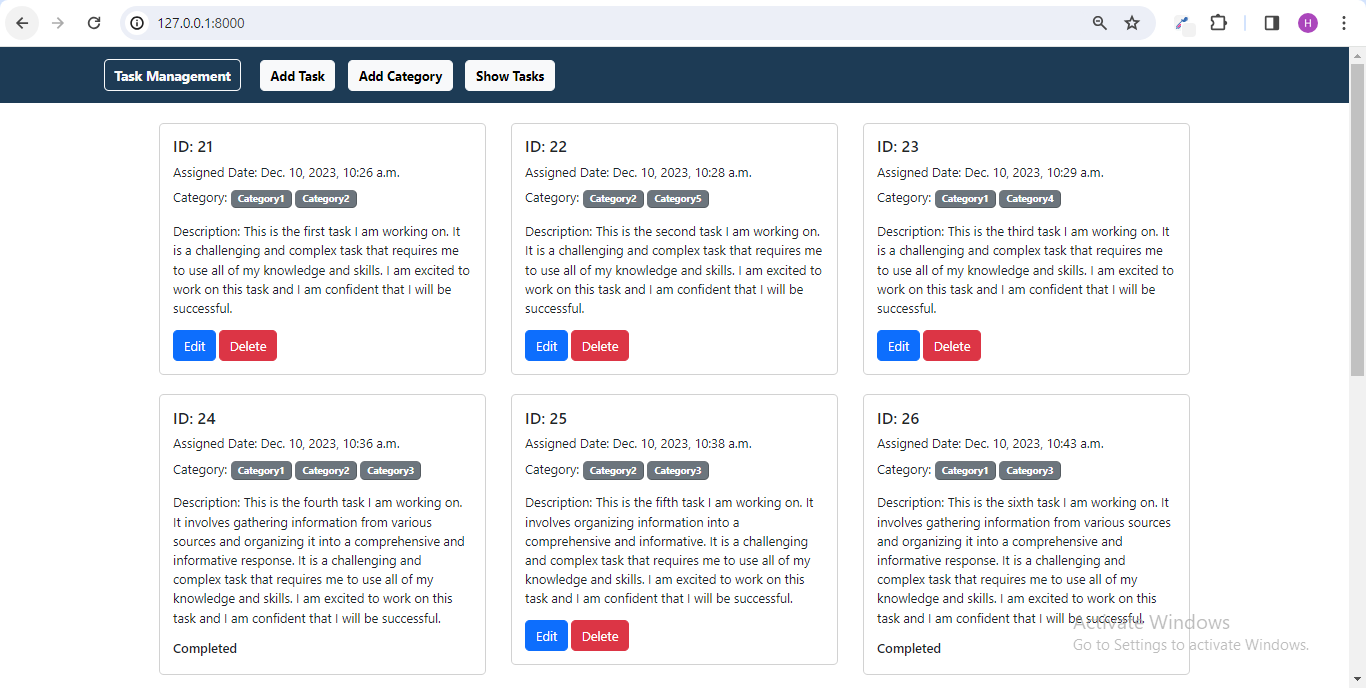 127.0.0.1:8000
H
Task Management Add Task Add Category Show Tasks
ID: 21
Assigned Date: Dec. 10, 2023, 10:26 a.m.
Category: Category1 Category2
Description: This is the first task I am working on. It
is a challenging and complex task that requires me
to use all of my knowledge and skills. I am excited to
work on this task and I am confident that I will be
successful.
Edit Delete
ID: 22
Assigned Date: Dec. 10, 2023, 10:28 a.m.
Category: Category2 Category5
Description: This is the second task I am working on.
It is a challenging and complex task that requires me
to use all of my knowledge and skills. I am excited to
work on this task and I am confident that I will be
successful.
Edit Delete
ID: 23
Assigned Date: Dec. 10, 2023, 10:29 a.m.
Category: Category1 Category4
Description: This is the third task I am working on. It
is a challenging and complex task that requires me
to use all of my knowledge and skills. I am excited to
work on this task and I am confident that I will be
successful.
Edit Delete
ID: 24
Assigned Date: Dec. 10, 2023, 10:36 a.m.
Category: Category1 Category2 Category3
Description: This is the fourth task I am working on.
It involves gathering information from various
sources and organizing it into a comprehensive and
informative response. It is a challenging and
complex task that requires me to use all of my
knowledge and skills. I am excited to work on this
task and I am confident that I will be successful.
Completed
ID: 25
Assigned Date: Dec. 10, 2023, 10:38 a.m.
Category: Category2 Category3
Description: This is the fifth task I am working on. It
involves organizing information into a
comprehensive and informative. It is a challenging
and complex task that requires me to use all of my
knowledge and skills. I am excited to work on this
task and I am confident that I will be successful.
Edit Delete
ID: 26
Assigned Date: Dec. 10, 2023, 10:43 a.m.
Category: Category1 Category3
Description: This is the sixth task I am working on. It
involves gathering information from various sources
and organizing it into a comprehensive and
informative response. It is a challenging and
complex task that requires me to use all of my
knowledge and skills. I am excited to work on this
task and I am confident that I will be successful.
Completed
Activate Windows
Go to Settings to activate Windows.